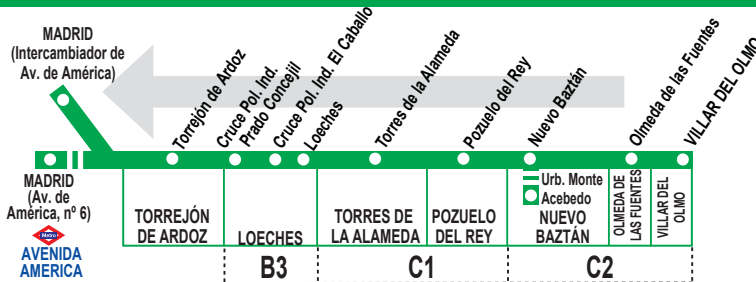 MADRID
(Intercambiador de
Av. de América)
Torrejón de Ardoz
Cruce Pol. Ind.
Prado Concejil
Cruce Pol. Ind. El Caballo
Loeches
Torres de la Alameda
Pozuelo del Rey
Nuevo Baztán
Olmeda de las Fuentes
VILLAR DEL OLMO
MADRID
(Av. de
América, nº 6)
Metro
AVENIDA
AMERICA
TORREJÓN
DE ARDOZ
LOECHES
TORRES DE
LA ALAMEDA
POZUELO
DEL REY
Urb. Monte
Acebedo
NUEVO
BAZTÁN
OLMEDA DE
LAS FUENTES
VILLAR DEL
OLMO
B3
C1
C2